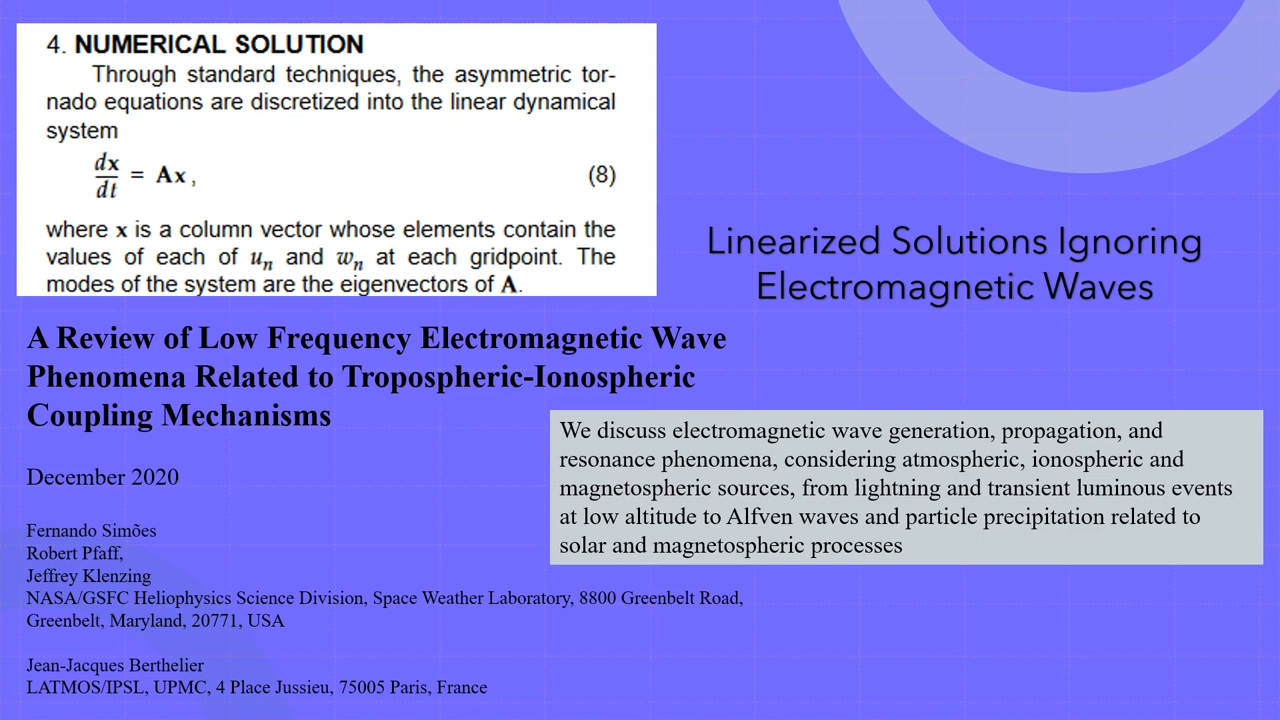 4. NUMERICAL SOLUTION
Through standard techniques, the asymmetric tor-
nado equations are discretized into the linear dynamical
system
dx/dt = Ax, (8)
where x is a column vector whose elements contain the
values of each of uₙ and wₙ at each gridpoint. The
modes of the system are the eigenvectors of A.
Linearized Solutions Ignoring
Electromagnetic Waves
A Review of Low Frequency Electromagnetic Wave
Phenomena Related to Tropospheric-Ionospheric
Coupling Mechanisms
December 2020
We discuss electromagnetic wave generation, propagation, and
resonance phenomena, considering atmospheric, ionospheric and
magnetospheric sources, from lightning and transient luminous events
at low altitude to Alfven waves and particle precipitation related to
solar and magnetospheric processes
Fernando Simões
Robert Pfaff,
Jeffrey Klenzing
NASA/GSFC Heliophysics Science Division, Space Weather Laboratory, 8800 Greenbelt Road,
Greenbelt, Maryland, 20771, USA
Jean-Jacques Berthelier
LATMOS/IPSL, UPMC, 4 Place Jussieu, 75005 Paris, France